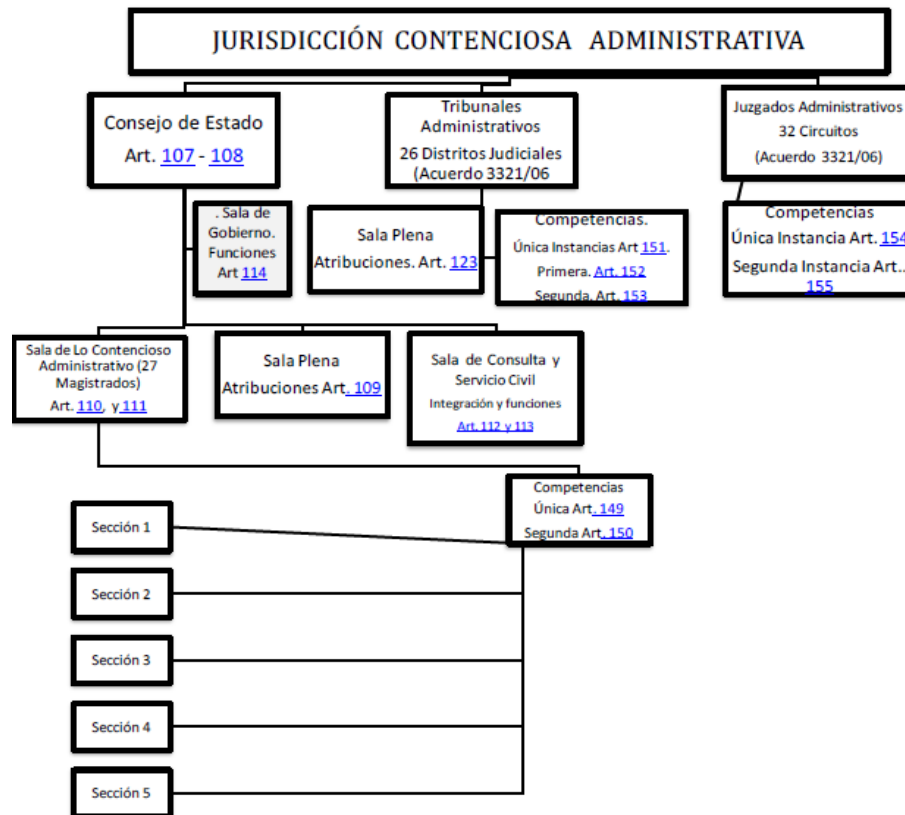 JURISDICCIÓN CONTENCIOSA ADMINISTRATIVA
Consejo de Estado
Art. 107 - 108
Tribunales
Administrativos
26 Distritos Judiciales
(Acuerdo 3321/06
Juzgados Administrativos
32 Circuitos
(Acuerdo 3321/06)
. Sala de
Gobierno.
Funciones
Art 114
Sala Plena
Atribuciones. Art. 123
Competencias.
Única Instancias Art 151.
Primera. Art. 152
Segunda. Art. 153
Competencias
Única Instancia Art. 154
Segunda Instancia Art..
155
Sala de Lo Contencioso
Administrativo (27
Magistrados)
Art. 110, y 111
Sala Plena
Atribuciones Art. 109
Sala de Consulta y
Servicio Civil
Integración y funciones
Art. 112 y 113
Competencias
Única Art. 149
Segunda Art. 150
Sección 1
Sección 2
Sección 3
Sección 4
Sección 5